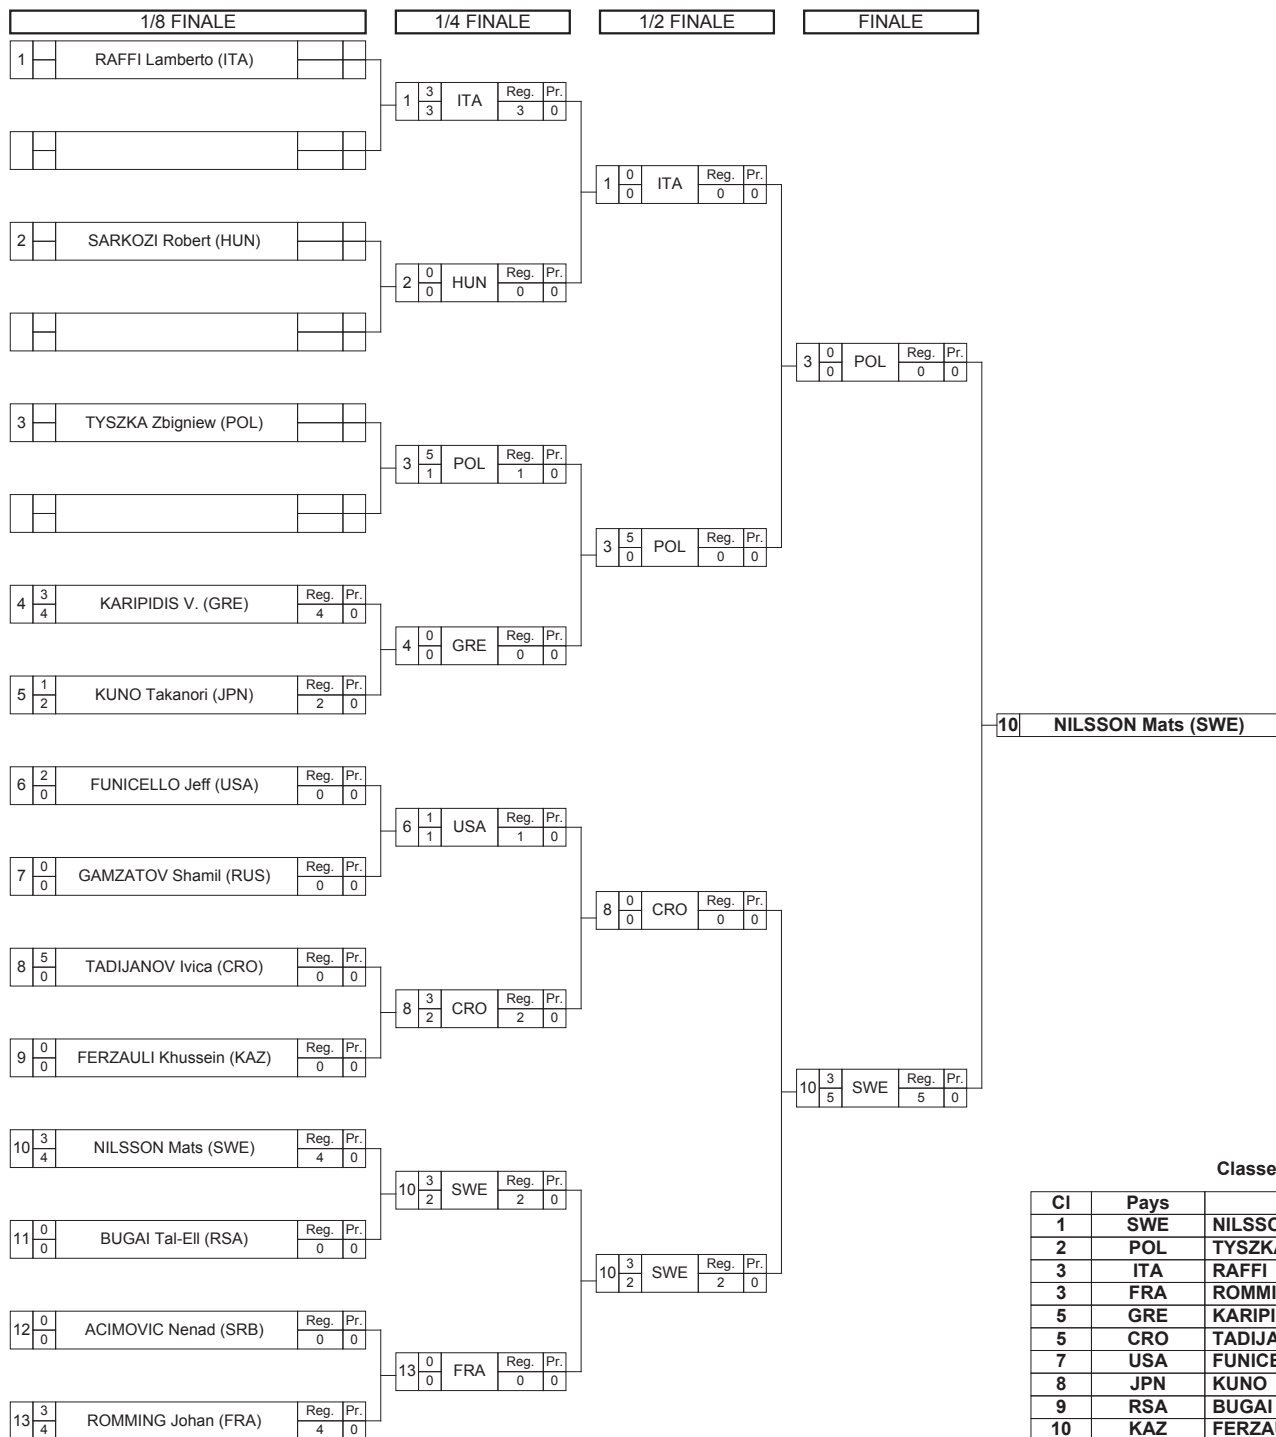 1/8 FINALE 1/4 FINALE 1/2 FINALE FINALE
1 RAFFI Lamberto (ITA)
1 3 3 ITA Reg. Pr. 3 0
1 0 0 ITA Reg. Pr. 0 0
2 SARKOZI Robert (HUN)
2 0 0 HUN Reg. Pr. 0 0
3 0 0 POL Reg. Pr. 0 0
3 TYSZKA Zbigniew (POL)
3 5 1 POL Reg. Pr. 1 0
3 5 0 POL Reg. Pr. 0 0
4 3 4 KARIPIDIS V. (GRE) Reg. Pr. 4 0
4 0 0 GRE Reg. Pr. 0 0
5 1 2 KUNO Takanori (JPN) Reg. Pr. 2 0
10 NILSSON Mats (SWE)
6 2 0 FUNICELLO Jeff (USA) Reg. Pr. 0 0
6 1 1 USA Reg. Pr. 1 0
7 0 0 GAMZATOV Shamil (RUS) Reg. Pr. 0 0
8 0 0 CRO Reg. Pr. 0 0
8 5 0 TADIJANOV Ivica (CRO) Reg. Pr. 0 0
8 3 2 CRO Reg. Pr. 2 0
9 0 0 FERZAULI Khussein (KAZ) Reg. Pr. 0 0
10 3 5 SWE Reg. Pr. 5 0
10 3 4 NILSSON Mats (SWE) Reg. Pr. 4 0
10 3 2 SWE Reg. Pr. 2 0
11 0 0 BUGAI Tal-Ell (RSA) Reg. Pr. 0 0
10 3 2 SWE Reg. Pr. 2 0
12 0 0 ACIMOVIC Nenad (SRB) Reg. Pr. 0 0
13 0 0 FRA Reg. Pr. 0 0
13 3 4 ROMMING Johan (FRA) Reg. Pr. 4 0
Classe
Cl Pays
1 SWE NILSSO
2 POL TYSZKA
3 ITA RAFFI
3 FRA ROMMI
5 GRE KARIPI
5 CRO TADIJA
7 USA FUNICE
8 JPN KUNO
9 RSA BUGAI
10 KAZ FERZAU